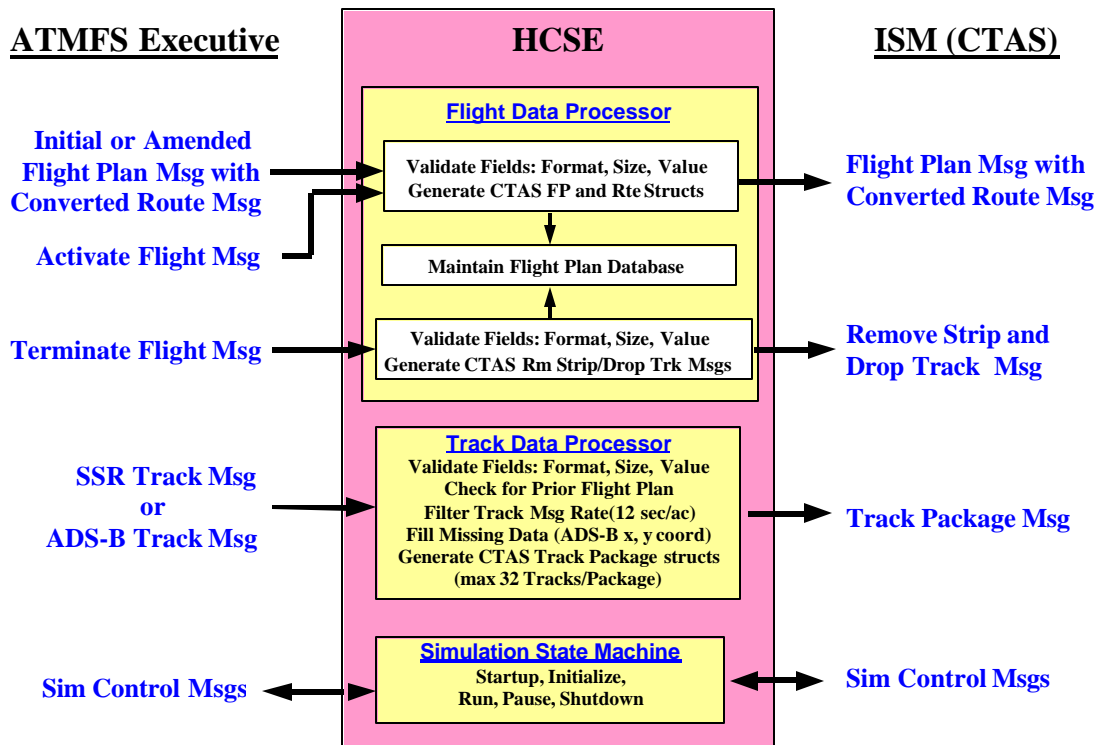 ATMFS Executive
HCSE
ISM (CTAS)
Flight Data Processor
Initial or Amended
Flight Plan Msg with
Converted Route Msg
Validate Fields: Format, Size, Value
Generate CTAS FP and Rte Structs
Flight Plan Msg with
Converted Route Msg
Activate Flight Msg
Maintain Flight Plan Database
Terminate Flight Msg
Validate Fields: Format, Size, Value
Generate CTAS Rm Strip/Drop Trk Msgs
Remove Strip and
Drop Track Msg
Track Data Processor
SSR Track Msg
or
ADS-B Track Msg
Validate Fields: Format, Size, Value
Check for Prior Flight Plan
Filter Track Msg Rate(12 sec/ac)
Fill Missing Data (ADS-B x, y coord)
Generate CTAS Track Package structs
(max 32 Tracks/Package)
Track Package Msg
Simulation State Machine
Sim Control Msgs
Startup, Initialize,
Run, Pause, Shutdown
Sim Control Msgs